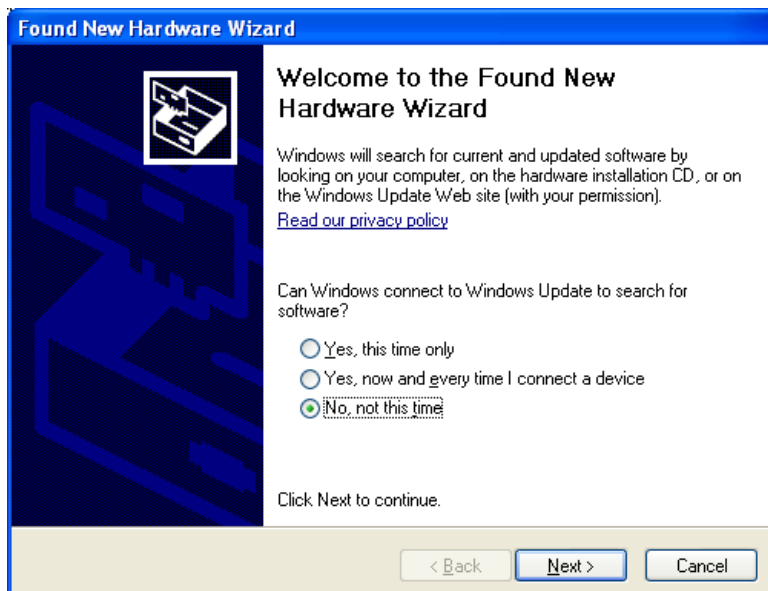 Found New Hardware Wizard
Welcome to the Found New
Hardware Wizard
Windows will search for current and updated software by
looking on your computer, on the hardware installation CD, or on
the Windows Update Web site (with your permission).
Read our privacy policy
Can Windows connect to Windows Update to search for
software?
Yes, this time only
Yes, now and every time I connect a device
No, not this time
Click Next to continue.
< Back
Next >
Cancel